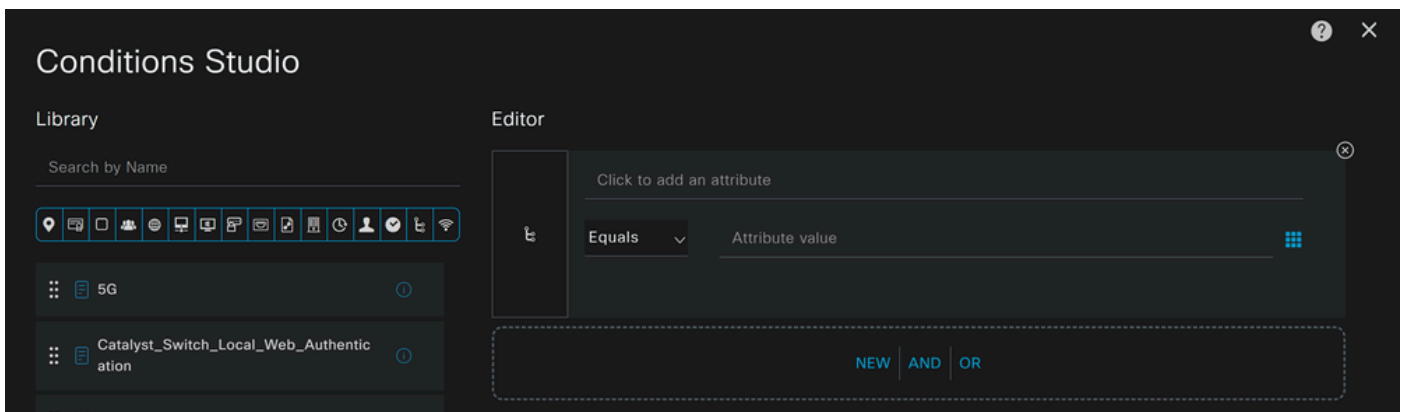 Conditions Studio
Library
Search by Name
5G
Catalyst_Switch_Local_Web_Authentic
ation
Editor
Click to add an attribute
Equals
Attribute value
NEW AND OR